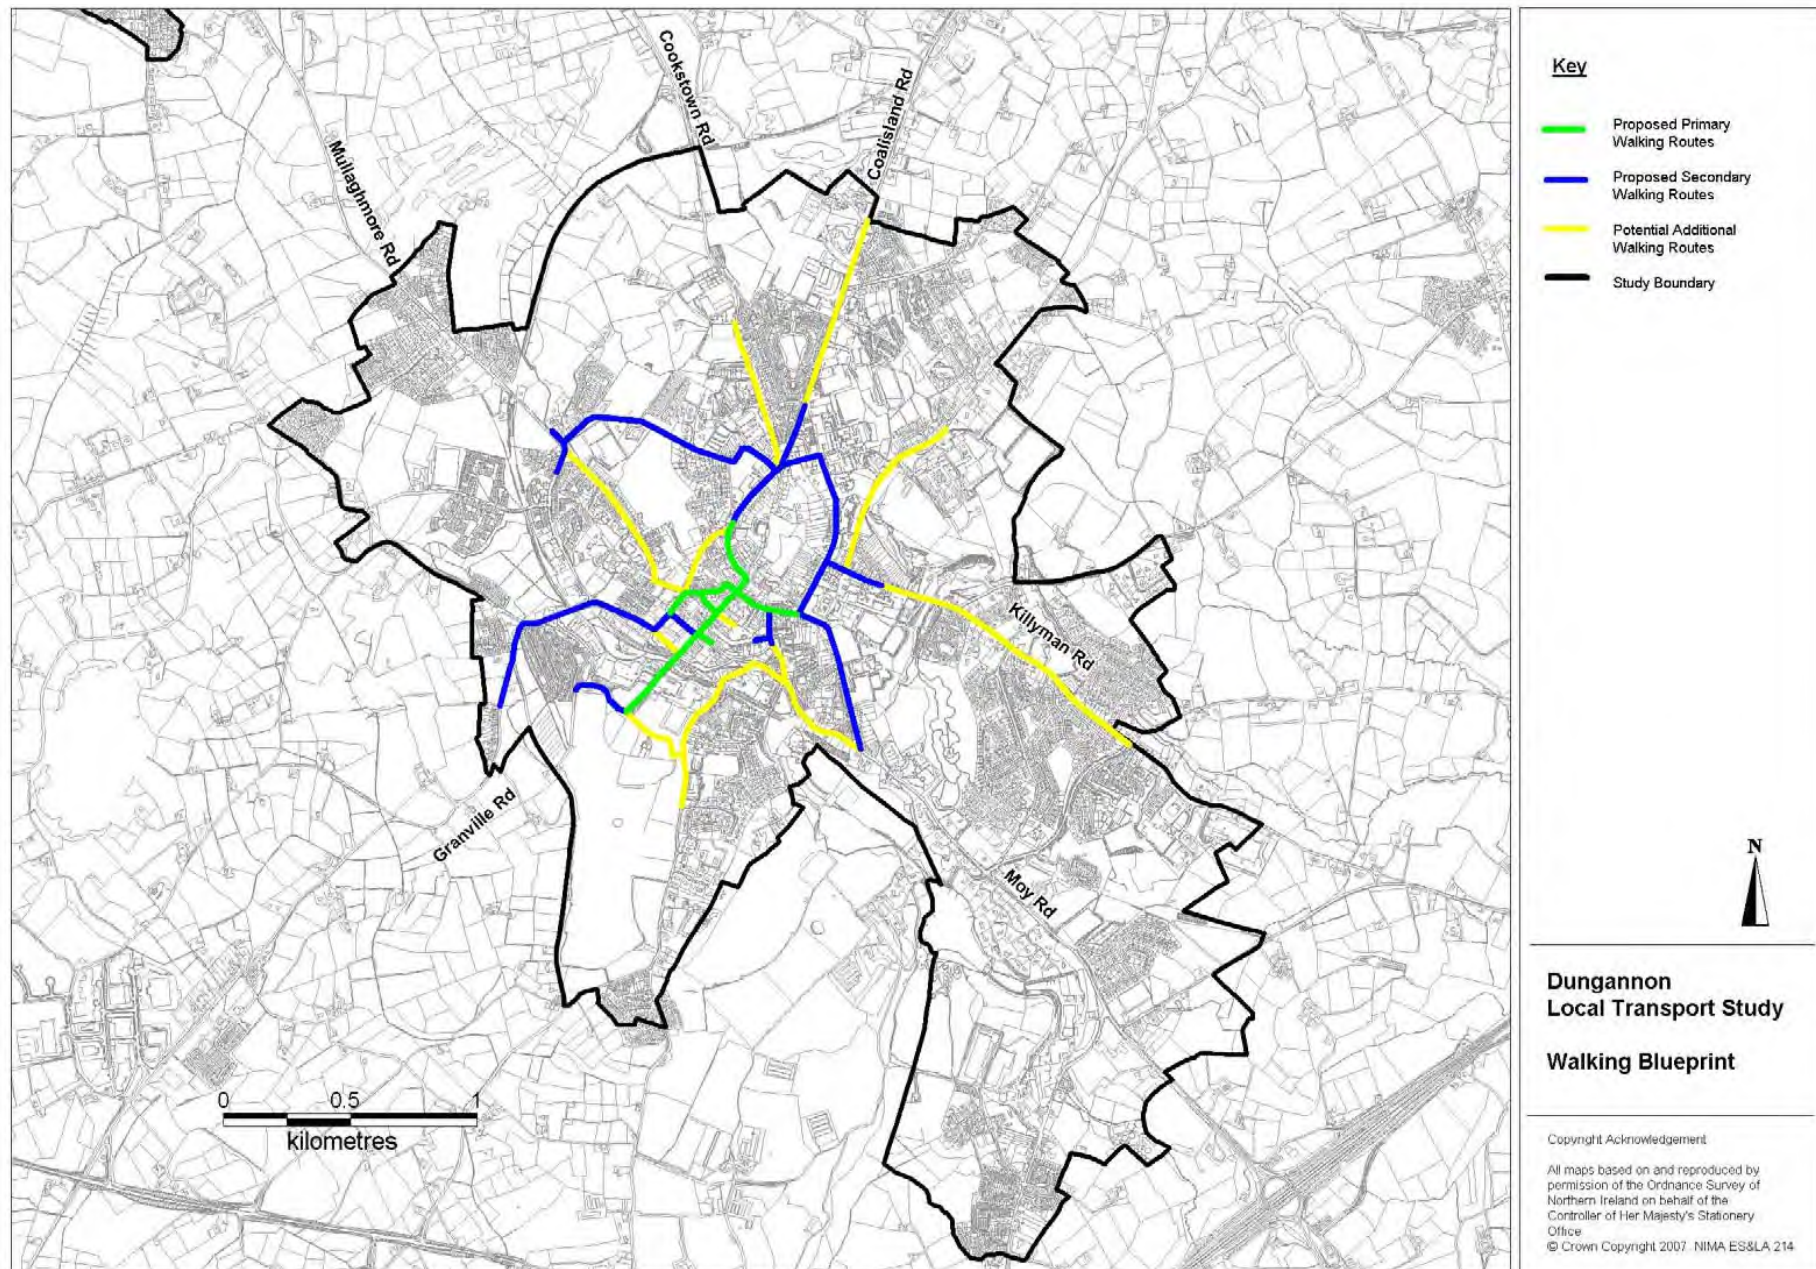 Cookstown Rd
Coalisland Rd
Mullaghmore Rd
Killyman Rd
Granville Rd
Moy Rd
0 0.5 1
kilometres
Key
Proposed Primary
Walking Routes
Proposed Secondary
Walking Routes
Potential Additional
Walking Routes
Study Boundary
N
Dungannon
Local Transport Study
Walking Blueprint
Copyright Acknowledgement
All maps based on and reproduced by
permission of the Ordnance Survey of
Northern Ireland on behalf of the
Controller of Her Majesty's Stationery
Office
© Crown Copyright 2007 NIMA ES&LA 214